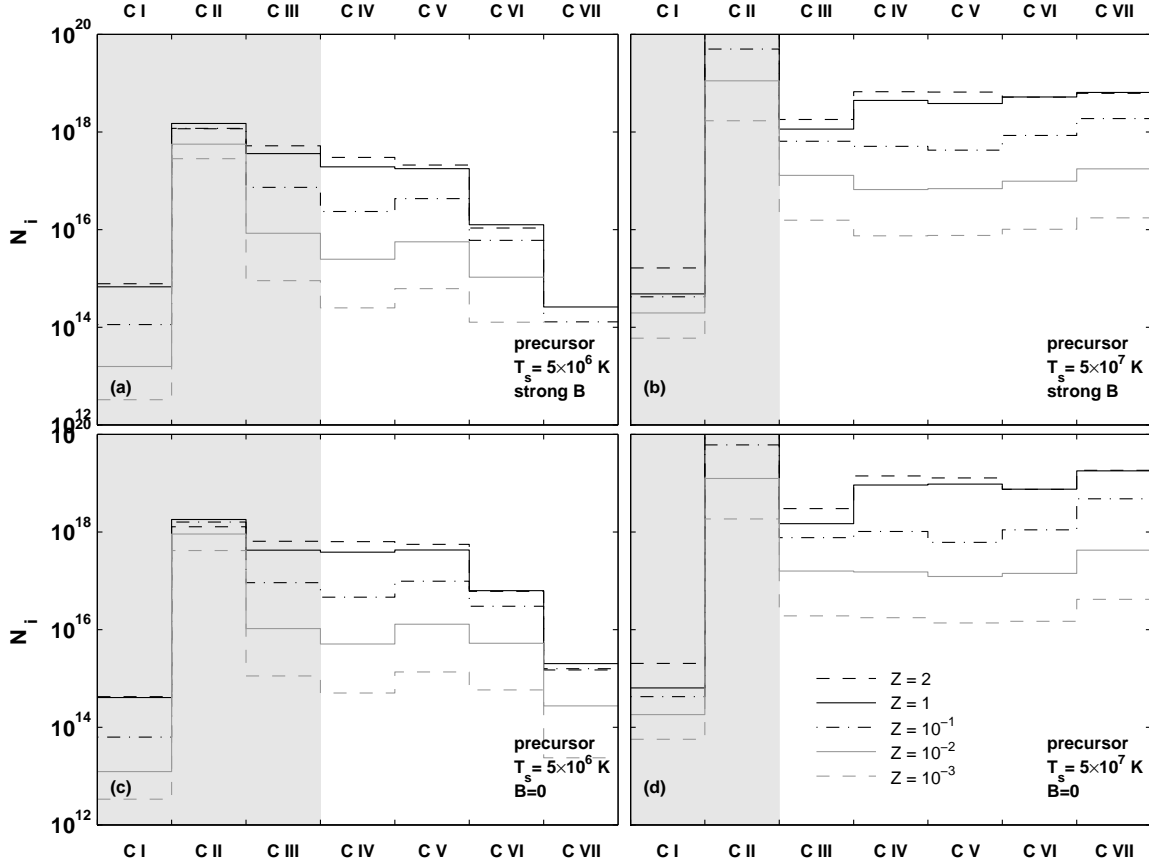 C I C II C III C IV C V C VI C VII C I C II C III C IV C V C VI C VII
10^20
10^18
10^16
10^14
10^12
N_i
(a)
precursor
T_s = 5×10^6 K
strong B
(b)
precursor
T_s = 5×10^7 K
strong B
10^20
10^18
10^16
10^14
10^12
N_i
(c)
precursor
T_s = 5×10^6 K
B=0
(d)
Z = 2
Z = 1
Z = 10^−1
Z = 10^−2
Z = 10^−3
precursor
T_s = 5×10^7 K
B=0
C I C II C III C IV C V C VI C VII C I C II C III C IV C V C VI C VII